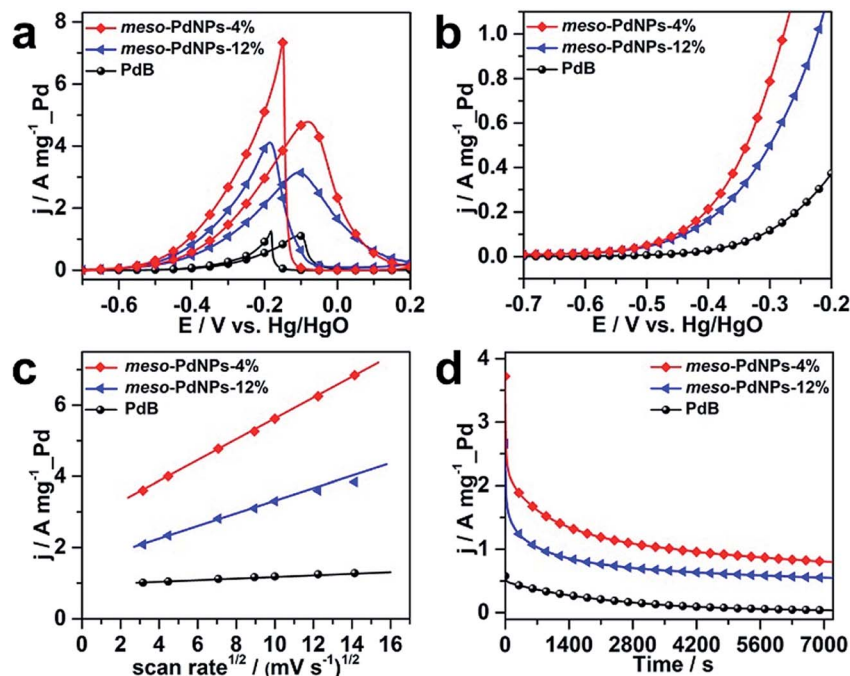 a
meso-PdNPs-4%
meso-PdNPs-12%
PdB
8
6
4
2
0
j / A mg⁻¹_Pd
-0.6 -0.4 -0.2 0.0 0.2
E / V vs. Hg/HgO
b
meso-PdNPs-4%
meso-PdNPs-12%
PdB
1.0
0.8
0.6
0.4
0.2
0.0
j / A mg⁻¹_Pd
-0.7 -0.6 -0.5 -0.4 -0.3 -0.2
E / V vs. Hg/HgO
c
meso-PdNPs-4%
meso-PdNPs-12%
PdB
6
4
2
0
j / A mg⁻¹_Pd
0 2 4 6 8 10 12 14 16
scan rate¹/² / (mV s⁻¹)¹/²
d
meso-PdNPs-4%
meso-PdNPs-12%
PdB
4
3
2
1
0
j / A mg⁻¹_Pd
0 1400 2800 4200 5600 7000
Time / s